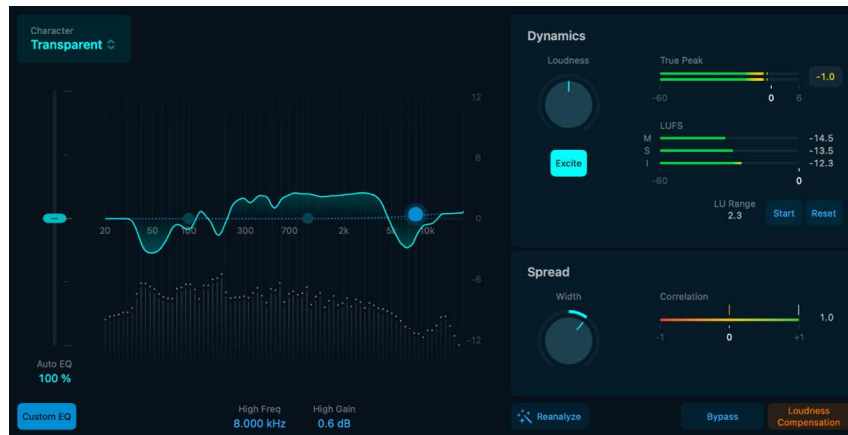 Character
Transparent
Dynamics
Loudness
True Peak
-1.0
-60
0
6
Excite
LUFS
M
-14.5
S
-13.5
I
-12.3
-60
0
LU Range
2.3
Start
Reset
12
6
0
-6
-12
20
50
100
300
700
2k
5k
10k
Auto EQ
100 %
Custom EQ
High Freq
8.000 kHz
High Gain
0.6 dB
Spread
Width
Correlation
1.0
-1
0
+1
Reanalyze
Bypass
Loudness
Compensation